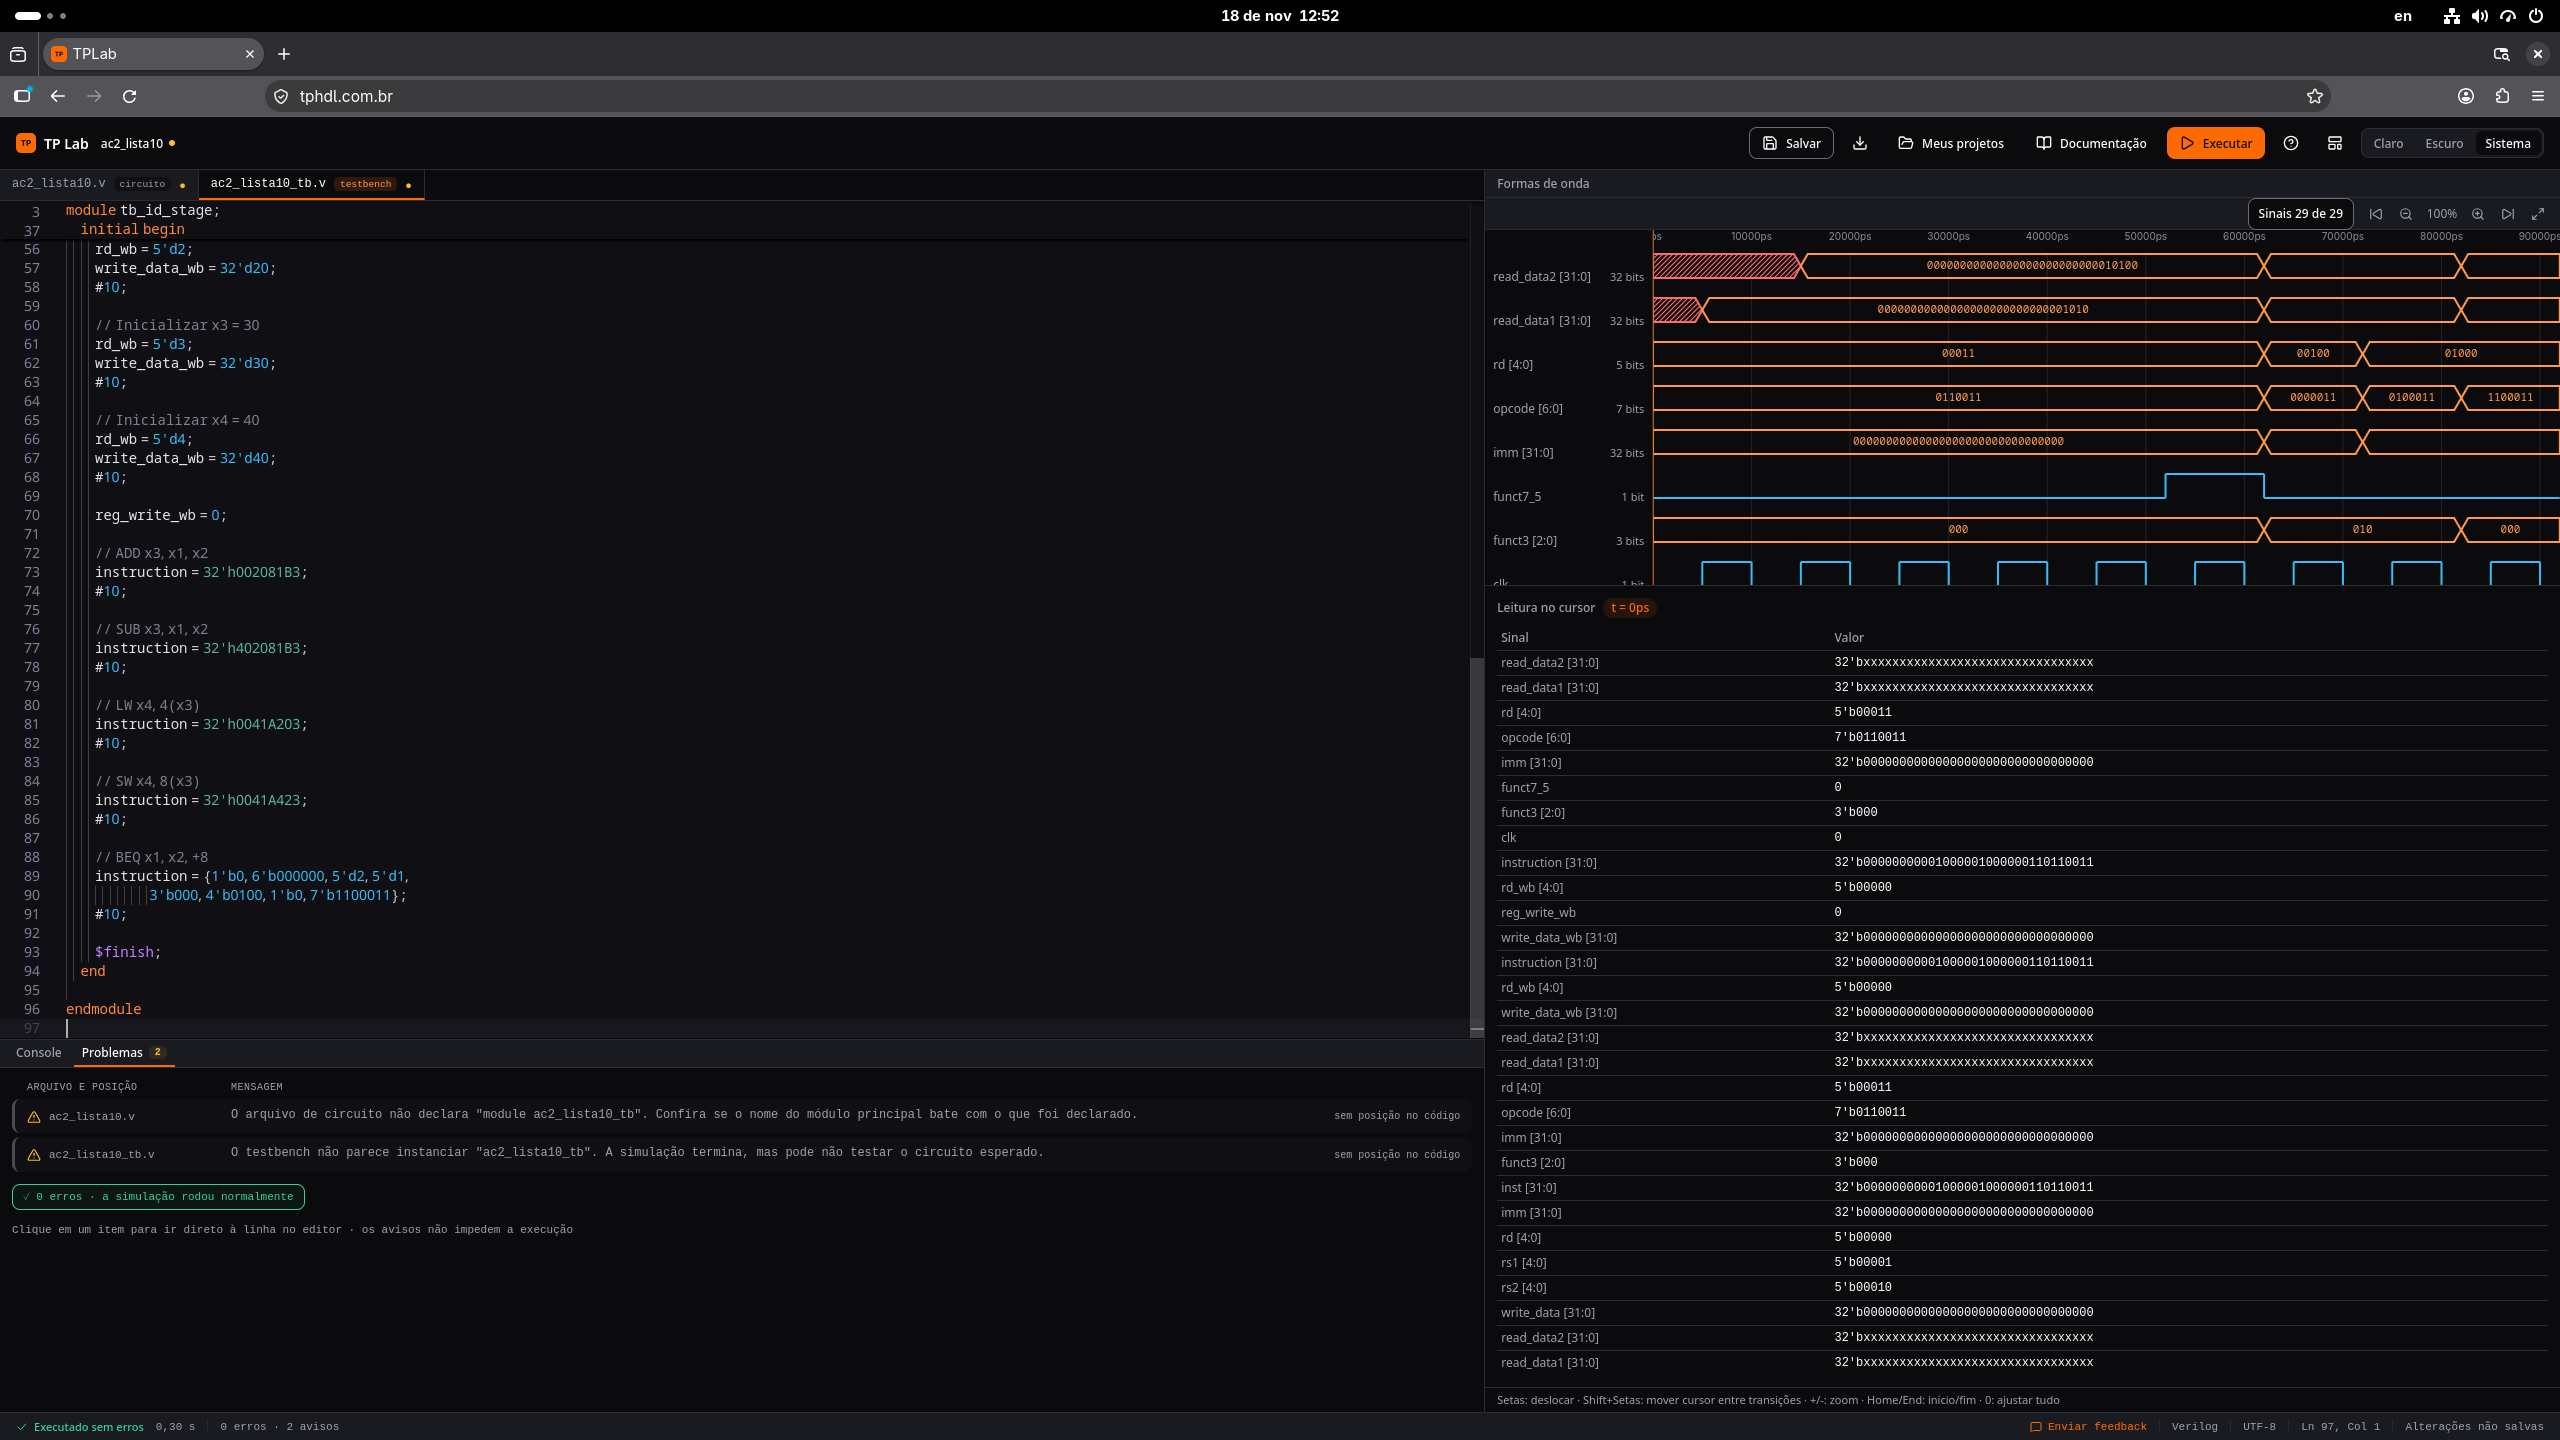 18 de nov 12:52
en
TPLab
tphdl.com.br
TP TP Lab ac2_lista10
Salvar
Meus projetos
Documentação
Executar
Claro Escuro Sistema
ac2_lista10.v circuito
ac2_lista10_tb.v testbench
3 module tb_id_stage;
37 initial begin
56 rd_wb = 5'd2;
57 write_data_wb = 32'd20;
58 #10;
59
60 // Inicializar x3 = 30
61 rd_wb = 5'd3;
62 write_data_wb = 32'd30;
63 #10;
64
65 // Inicializar x4 = 40
66 rd_wb = 5'd4;
67 write_data_wb = 32'd40;
68 #10;
69
70 reg_write_wb = 0;
71
72 // ADD x3, x1, x2
73 instruction = 32'h002081B3;
74 #10;
75
76 // SUB x3, x1, x2
77 instruction = 32'h402081B3;
78 #10;
79
80 // LW x4, 4(x3)
81 instruction = 32'h0041A203;
82 #10;
83
84 // SW x4, 8(x3)
85 instruction = 32'h0041A423;
86 #10;
87
88 // BEQ x1, x2, +8
89 instruction = {1'b0, 6'b000000, 5'd2, 5'd1,
90 3'b000, 4'b0100, 1'b0, 7'b1100011};
91 #10;
92
93 $finish;
94 end
95
96 endmodule
97
Console Problemas 2
ARQUIVO E POSIÇÃO MENSAGEM
ac2_lista10.v O arquivo de circuito não declara "module ac2_lista10_tb". Confira se o nome do módulo principal bate com o que foi declarado. sem posição no código
ac2_lista10_tb.v O testbench não parece instanciar "ac2_lista10_tb". A simulação termina, mas pode não testar o circuito esperado. sem posição no código
✓ 0 erros · a simulação rodou normalmente
Clique em um item para ir direto à linha no editor · os avisos não impedem a execução
Formas de onda
Sinais 29 de 29
100%
10000ps 20000ps 30000ps 40000ps 50000ps 60000ps 70000ps 80000ps 90000ps
read_data2 [31:0] 32 bits 00000000000000000000000000010100
read_data1 [31:0] 32 bits 00000000000000000000000000001010
rd [4:0] 5 bits 00011 00100 01000
opcode [6:0] 7 bits 0110011 0000011 0100011 1100011
imm [31:0] 32 bits 00000000000000000000000000000000
funct7_5 1 bit
funct3 [2:0] 3 bits 000 010 000
clk 1 bit
Leitura no cursor t = 0ps
Sinal Valor
read_data2 [31:0] 32'bxxxxxxxxxxxxxxxxxxxxxxxxxxxxxxxx
read_data1 [31:0] 32'bxxxxxxxxxxxxxxxxxxxxxxxxxxxxxxxx
rd [4:0] 5'b00011
opcode [6:0] 7'b0110011
imm [31:0] 32'b00000000000000000000000000000000
funct7_5 0
funct3 [2:0] 3'b000
clk 0
instruction [31:0] 32'b00000000001000001000000110110011
rd_wb [4:0] 5'b00000
reg_write_wb 0
write_data_wb [31:0] 32'b00000000000000000000000000000000
instruction [31:0] 32'b00000000001000001000000110110011
rd_wb [4:0] 5'b00000
write_data_wb [31:0] 32'b00000000000000000000000000000000
read_data2 [31:0] 32'bxxxxxxxxxxxxxxxxxxxxxxxxxxxxxxxx
read_data1 [31:0] 32'bxxxxxxxxxxxxxxxxxxxxxxxxxxxxxxxx
rd [4:0] 5'b00011
opcode [6:0] 7'b0110011
imm [31:0] 32'b00000000000000000000000000000000
funct3 [2:0] 3'b000
inst [31:0] 32'b00000000001000001000000110110011
imm [31:0] 32'b00000000000000000000000000000000
rd [4:0] 5'b00000
rs1 [4:0] 5'b00001
rs2 [4:0] 5'b00010
write_data [31:0] 32'b00000000000000000000000000000000
read_data2 [31:0] 32'bxxxxxxxxxxxxxxxxxxxxxxxxxxxxxxxx
read_data1 [31:0] 32'bxxxxxxxxxxxxxxxxxxxxxxxxxxxxxxxx
Setas: deslocar · Shift+Setas: mover cursor entre transições · +/-: zoom · Home/End: início/fim · 0: ajustar tudo
Executado sem erros 0,30 s 0 erros · 2 avisos
Enviar feedback Verilog UTF-8 Ln 97, Col 1 Alterações não salvas